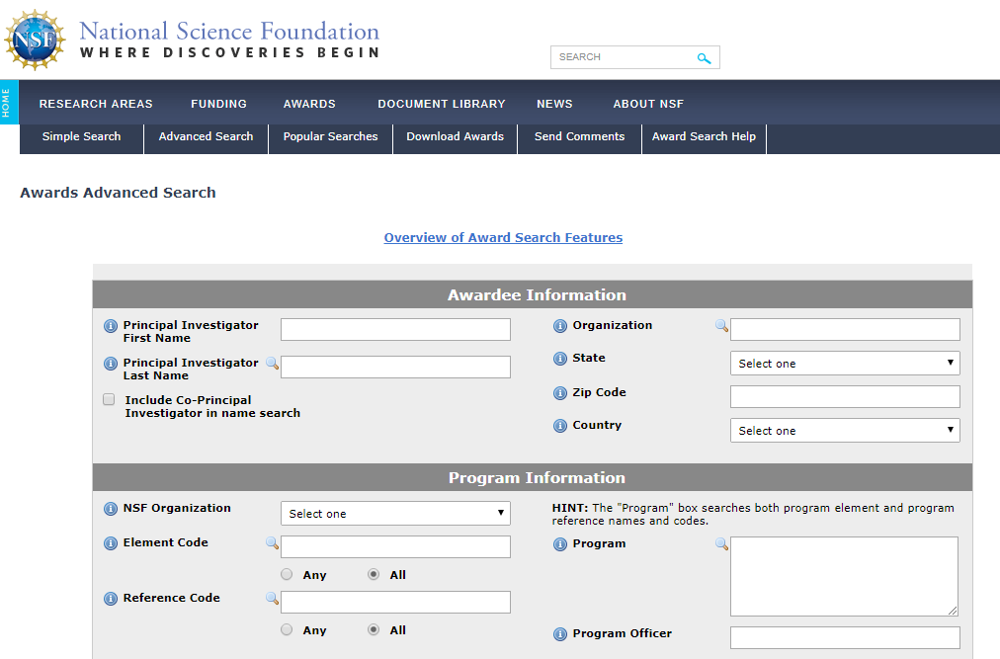 NSF
National Science Foundation
WHERE DISCOVERIES BEGIN
SEARCH
HOME
RESEARCH AREAS FUNDING AWARDS DOCUMENT LIBRARY NEWS ABOUT NSF
Simple Search Advanced Search Popular Searches Download Awards Send Comments Award Search Help
Awards Advanced Search
Overview of Award Search Features
Awardee Information
Principal Investigator
First Name
Principal Investigator
Last Name
Include Co-Principal
Investigator in name search
Organization
State Select one
Zip Code
Country Select one
Program Information
NSF Organization Select one
Element Code
Any All
Reference Code
Any All
HINT: The "Program" box searches both program element and program
reference names and codes.
Program
Program Officer